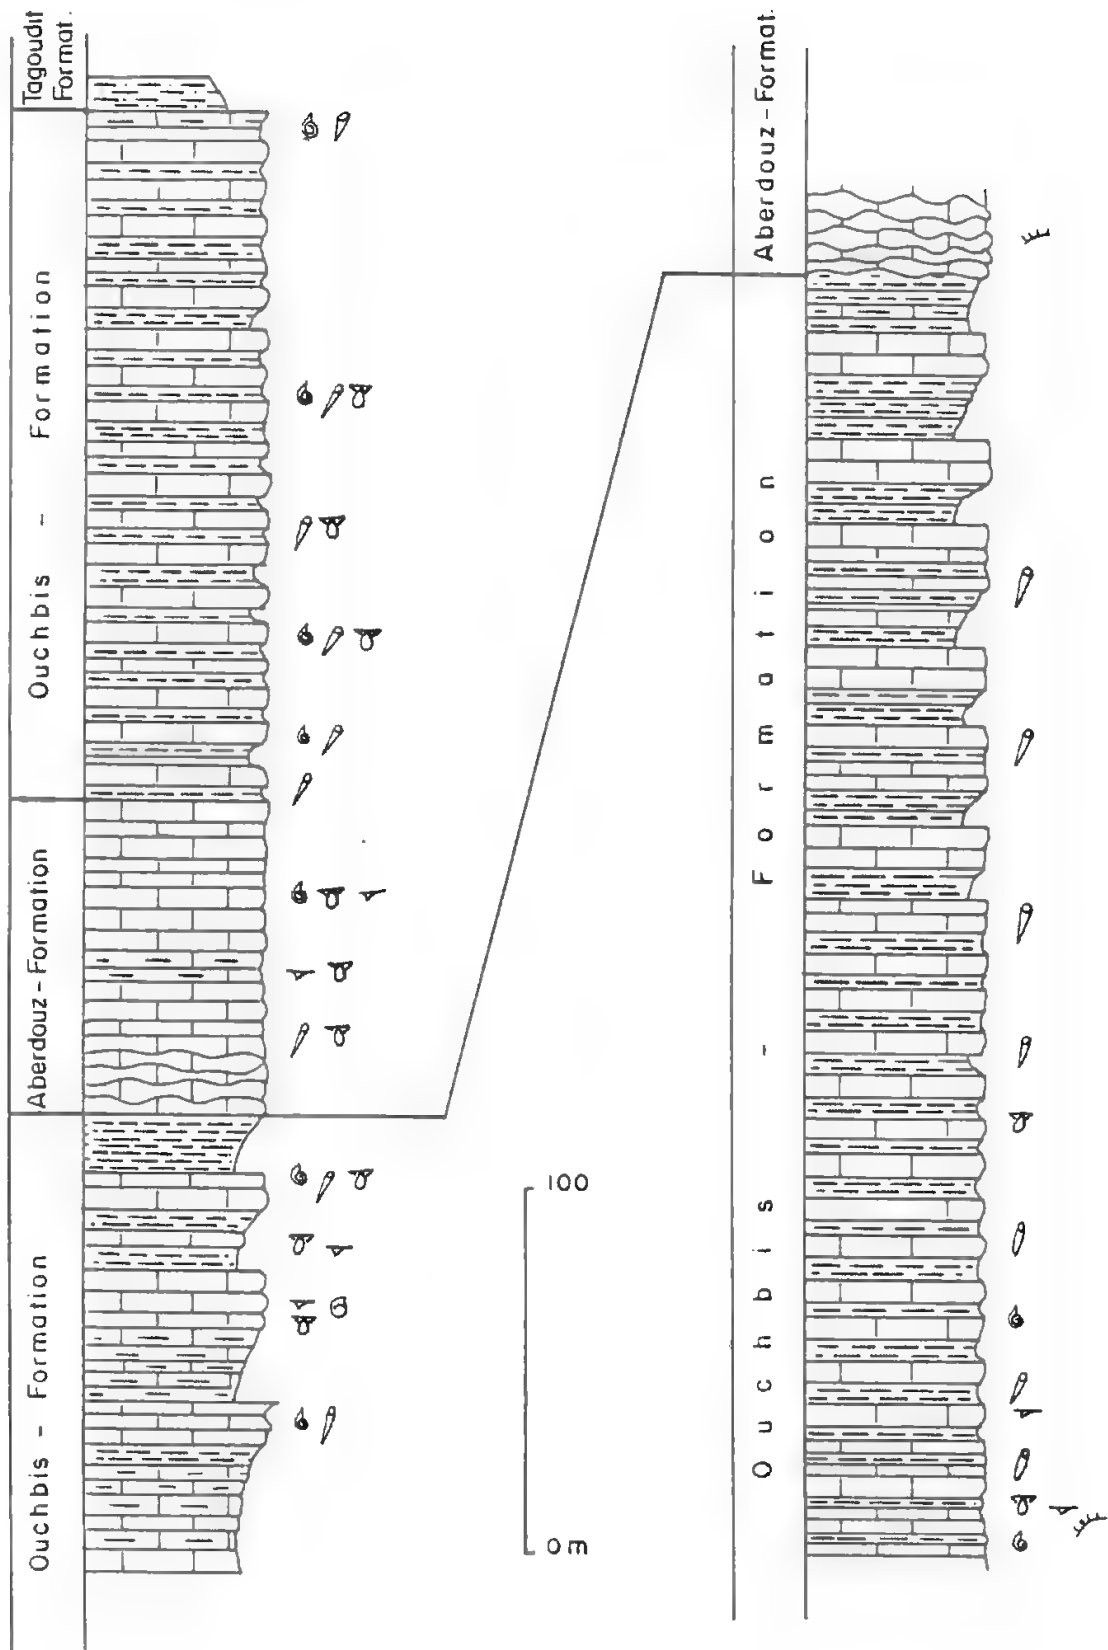 Tagoudit
Format.
Ouchbis - Formation
Aberdouz-Formation
Ouchbis - Formation
100
0 m
Aberdouz-Format.
Ouchbis - Formation